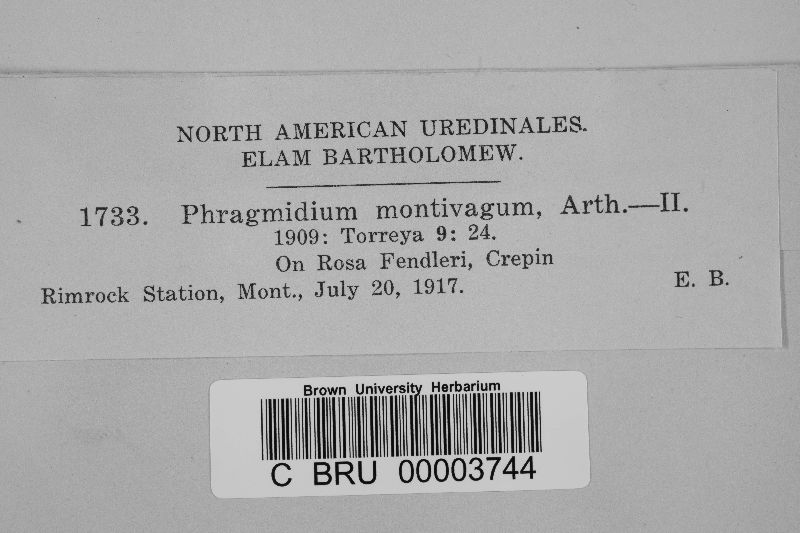 NORTH AMERICAN UREDINALES.
ELAM BARTHOLOMEW.
1733. Phragmidium montivagum, Arth.—II.
1909: Torreya 9: 24.
On Rosa Fendleri, Crepin
Rimrock Station, Mont., July 20, 1917. E. B.
Brown University Herbarium
C BRU 00003744